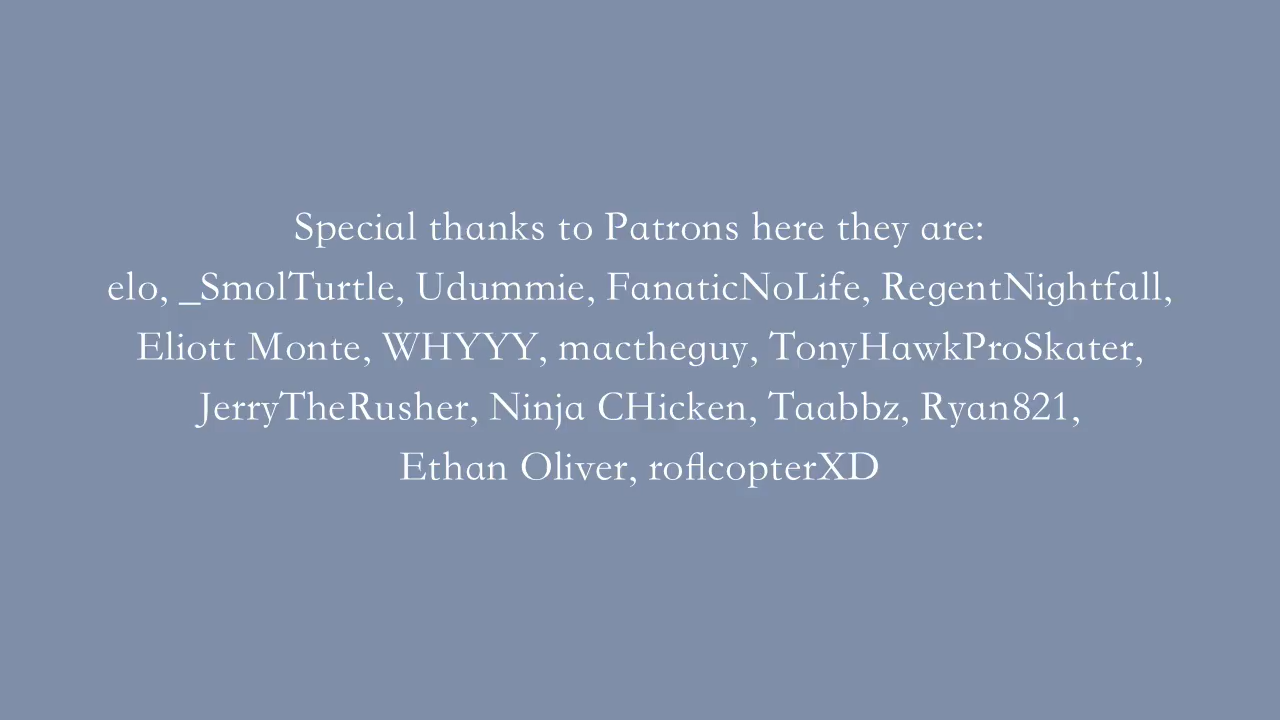 Special thanks to Patrons here they are:
elo, _SmolTurtle, Udummie, FanaticNoLife, RegentNightfall,
Eliott Monte, WHYYY, mactheguy, TonyHawkProSkater,
JerryTheRusher, Ninja CHicken, Taabbz, Ryan821,
Ethan Oliver, roflcopterXD